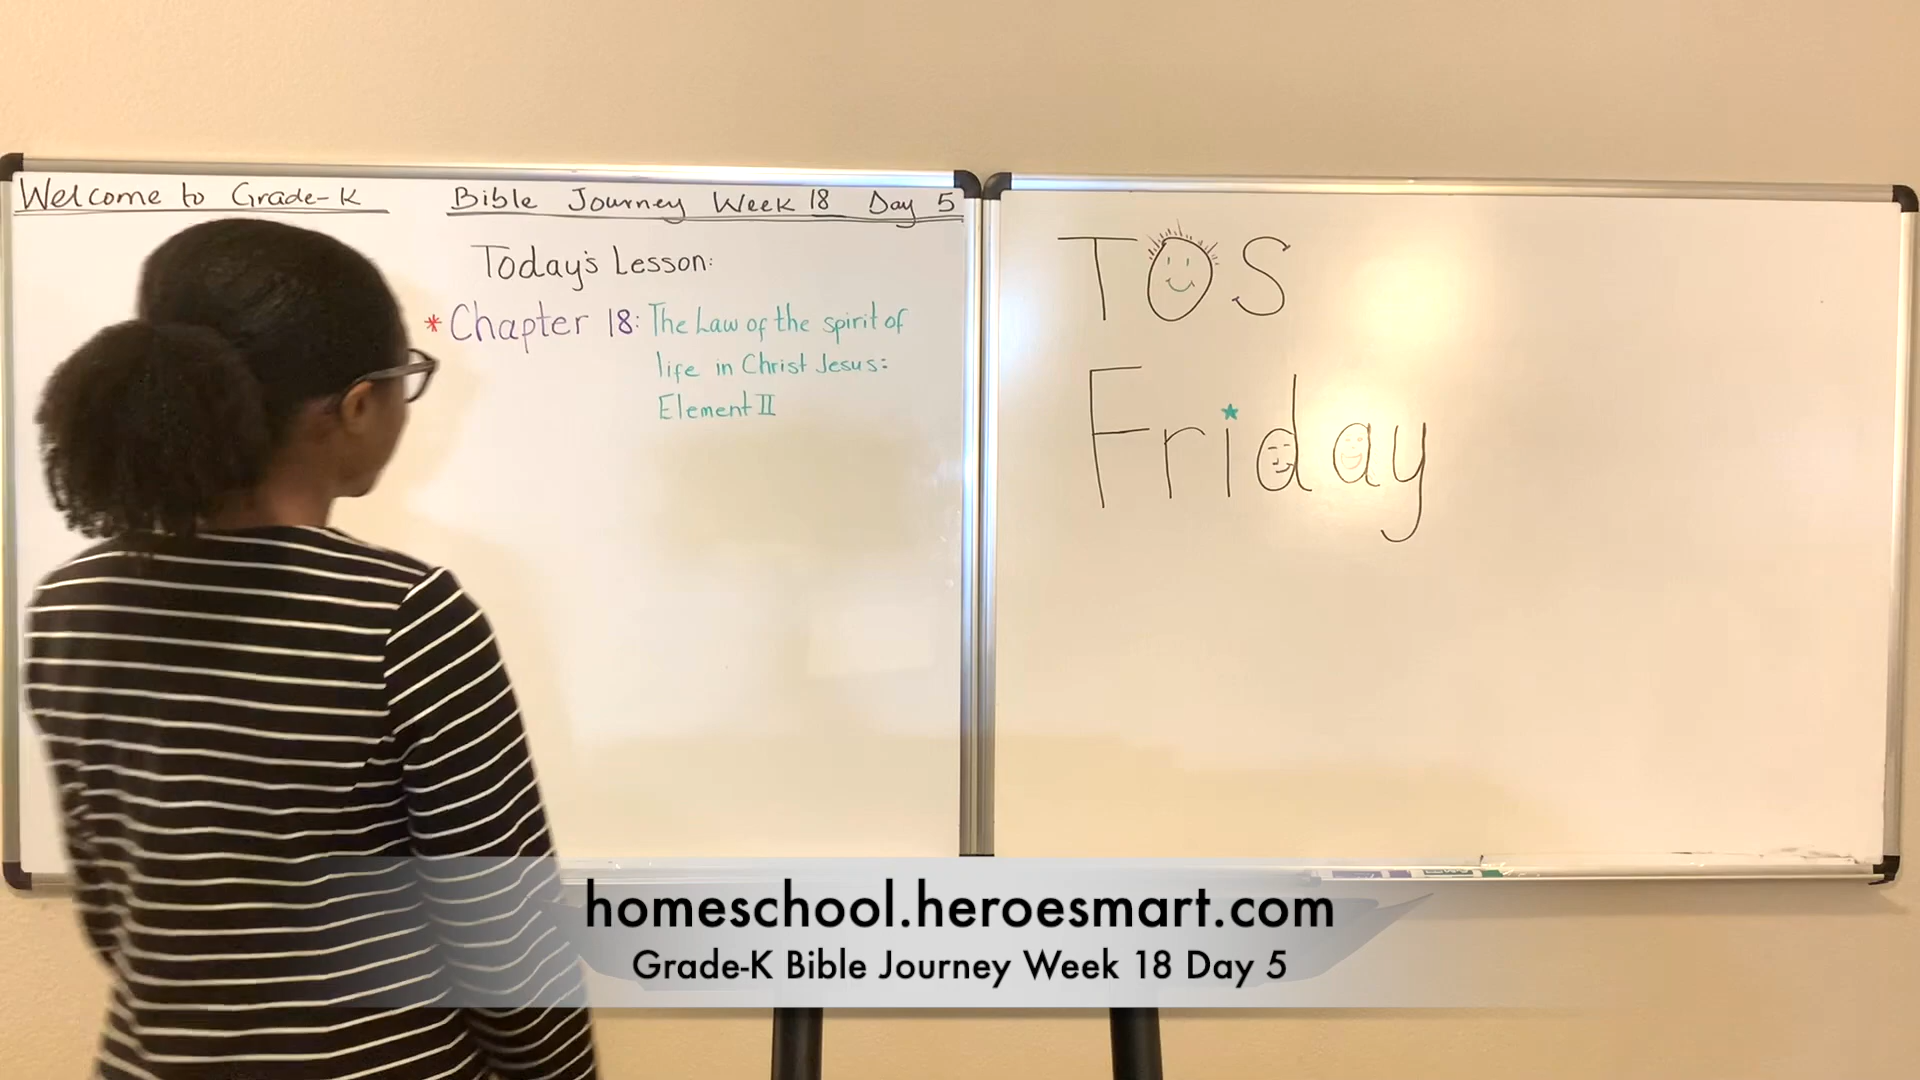 Welcome to Grade-K
Bible Journey Week 18 Day 5
Today's Lesson:
* Chapter 18: The Law of the spirit of
life in Christ Jesus:
Element II
TOS
Friday
homeschool.heroesmart.com
Grade-K Bible Journey Week 18 Day 5